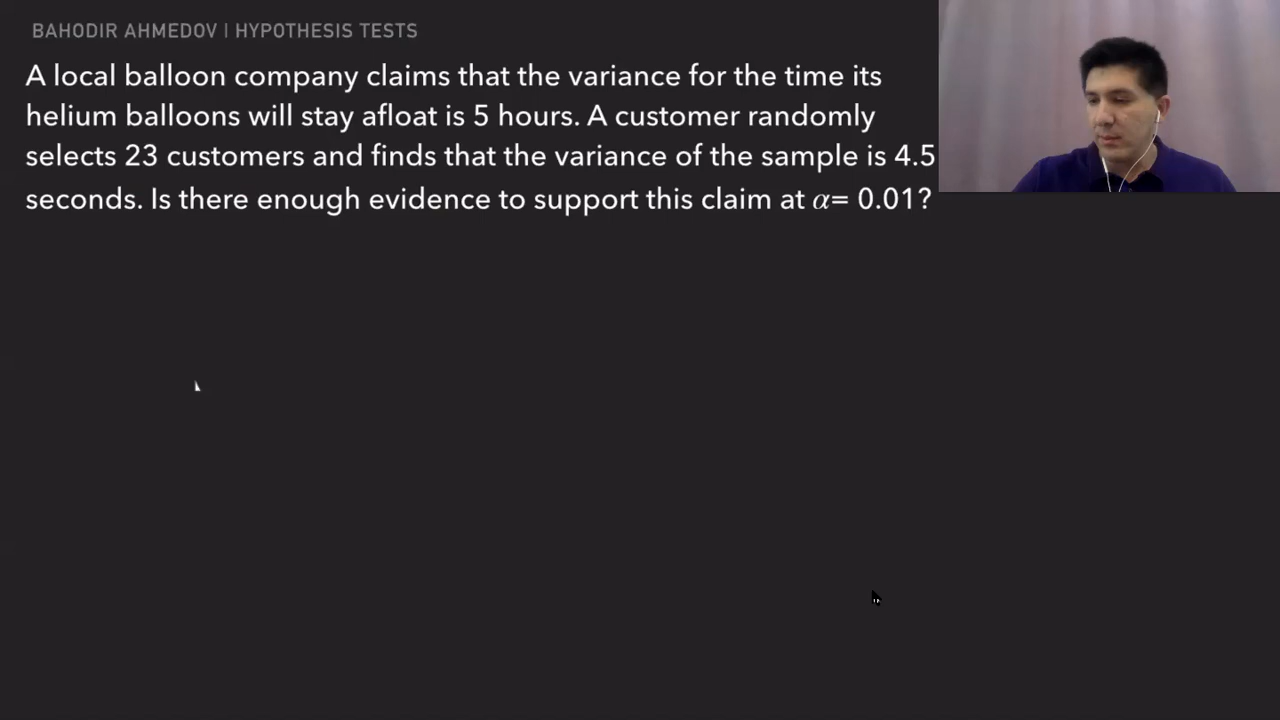 BAHODIR AHMEDOV | HYPOTHESIS TESTS
A local balloon company claims that the variance for the time its
helium balloons will stay afloat is 5 hours. A customer randomly
selects 23 customers and finds that the variance of the sample is 4.5
seconds. Is there enough evidence to support this claim at α= 0.01?